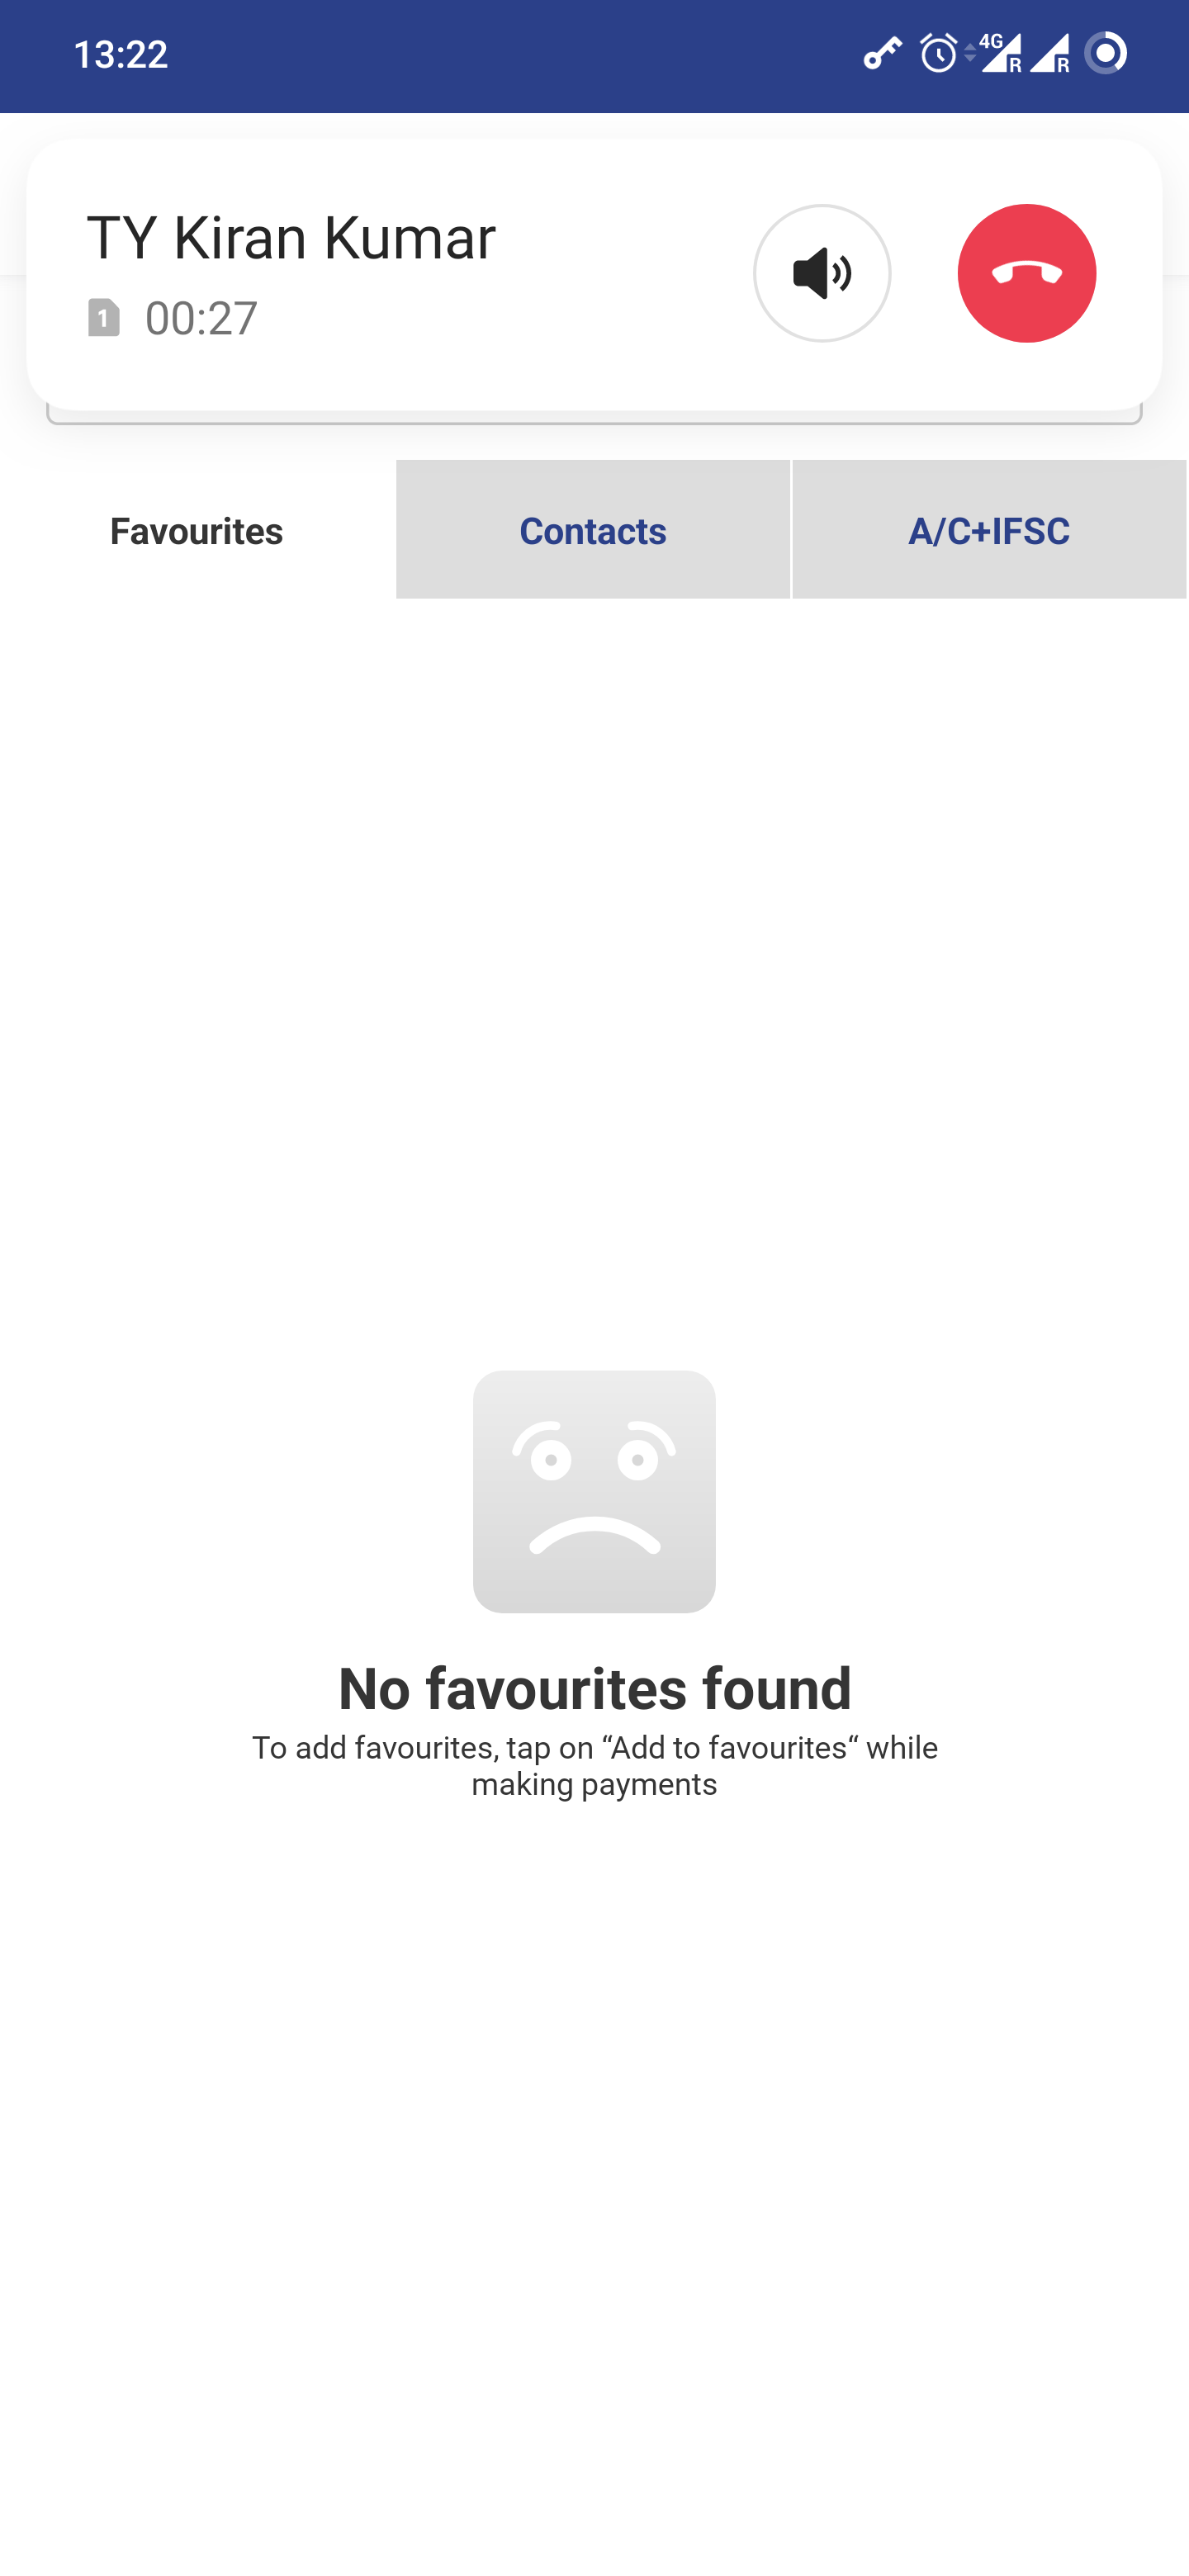 13:22
4G
R
R
TY Kiran Kumar
1
00:27
Favourites
Contacts
A/C+IFSC
No favourites found
To add favourites, tap on “Add to favourites“ while
making payments